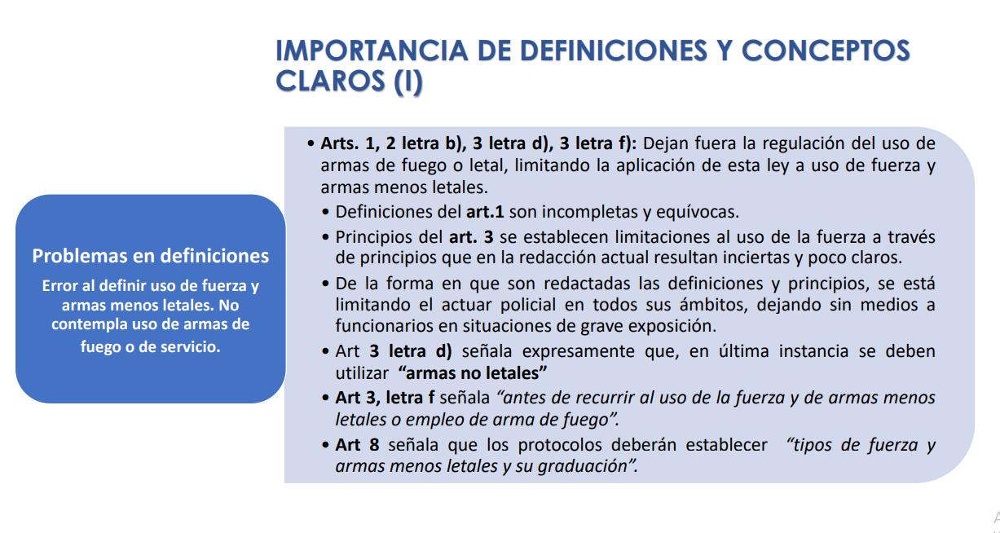 IMPORTANCIA DE DEFINICIONES Y CONCEPTOS
CLAROS (I)
Problemas en definiciones
Error al definir uso de fuerza y
armas menos letales. No
contempla uso de armas de
fuego o de servicio.
• Arts. 1, 2 letra b), 3 letra d), 3 letra f): Dejan fuera la regulación del uso de
armas de fuego o letal, limitando la aplicación de esta ley a uso de fuerza y
armas menos letales.
• Definiciones del art.1 son incompletas y equívocas.
• Principios del art. 3 se establecen limitaciones al uso de la fuerza a través
de principios que en la redacción actual resultan inciertas y poco claros.
• De la forma en que son redactadas las definiciones y principios, se está
limitando el actuar policial en todos sus ámbitos, dejando sin medios a
funcionarios en situaciones de grave exposición.
• Art 3 letra d) señala expresamente que, en última instancia se deben
utilizar “armas no letales”
• Art 3, letra f señala “antes de recurrir al uso de la fuerza y de armas menos
letales o empleo de arma de fuego”.
• Art 8 señala que los protocolos deberán establecer “tipos de fuerza y
armas menos letales y su graduación”.